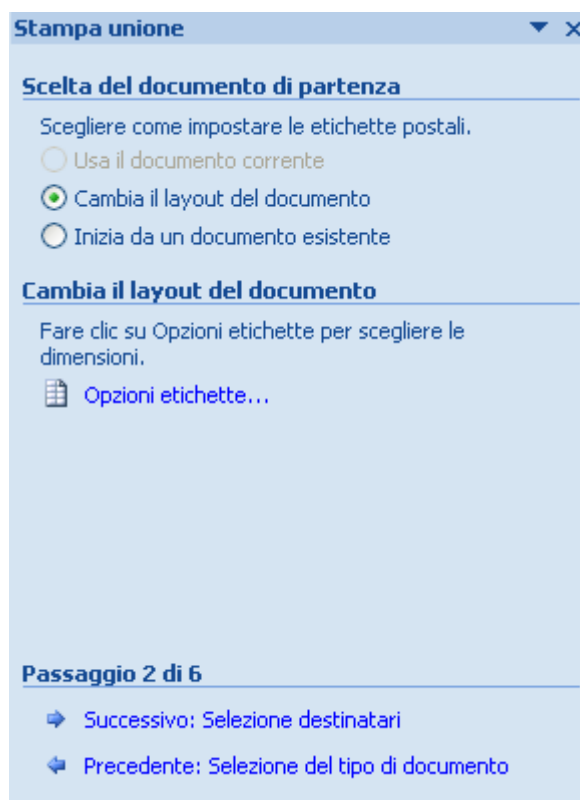 Stampa unione
Scelta del documento di partenza
Scegliere come impostare le etichette postali.
Usa il documento corrente
Cambia il layout del documento
Inizia da un documento esistente
Cambia il layout del documento
Fare clic su Opzioni etichette per scegliere le
dimensioni.
Opzioni etichette...
Passaggio 2 di 6
Successivo: Selezione destinatari
Precedente: Selezione del tipo di documento